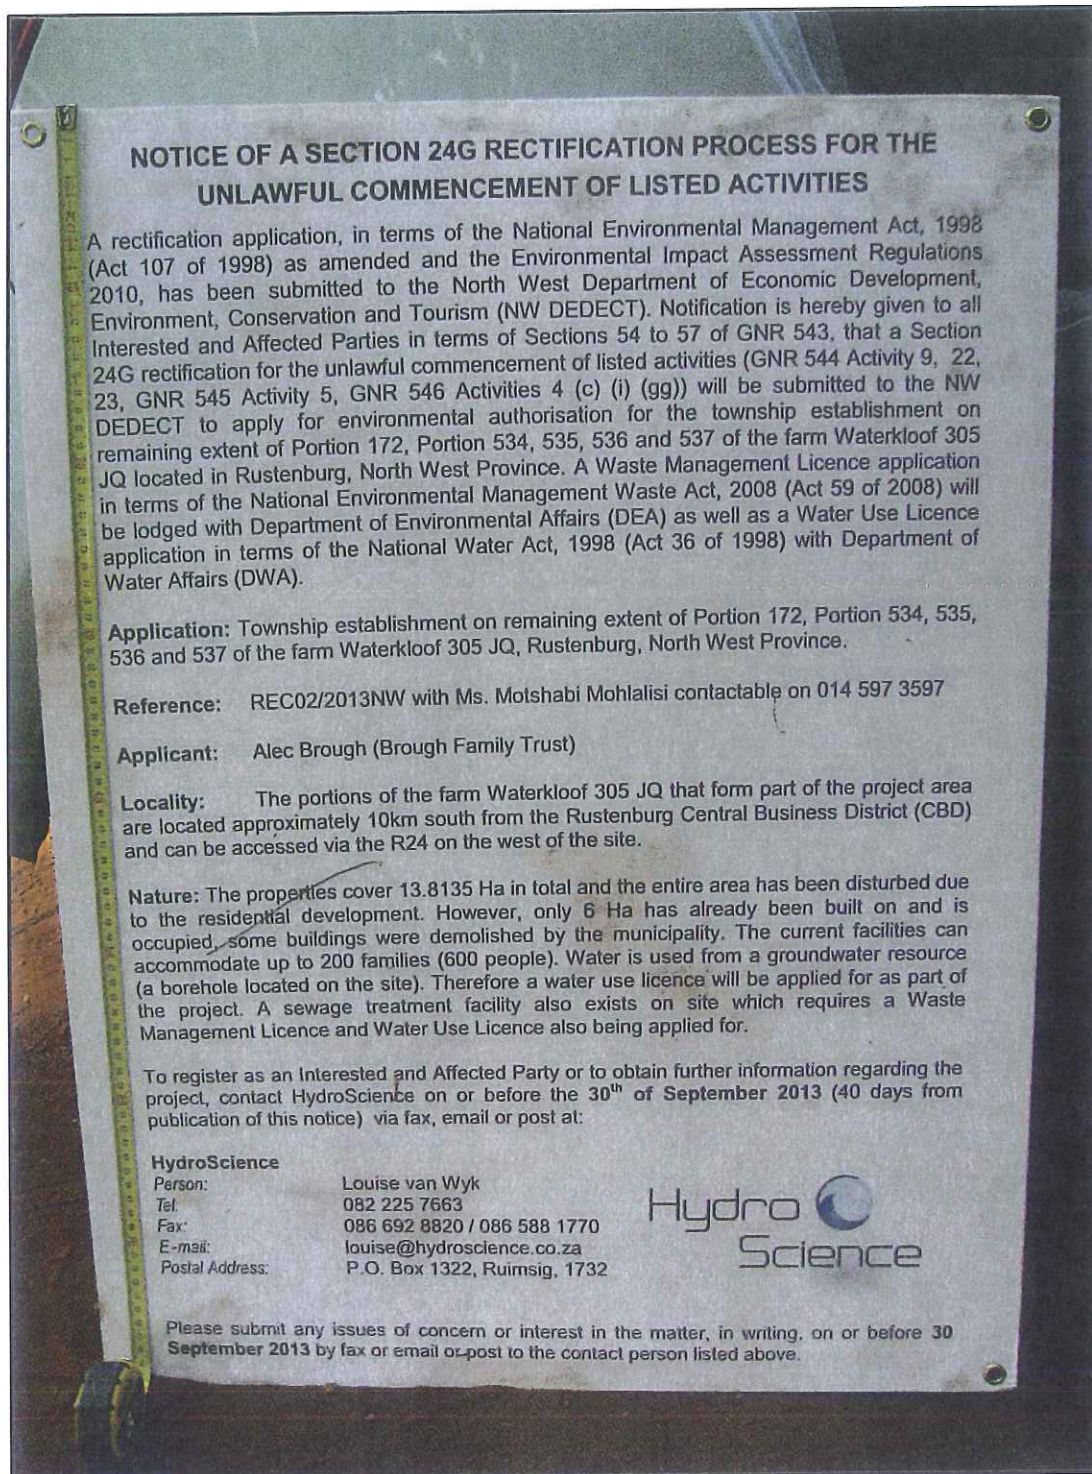 NOTICE OF A SECTION 24G RECTIFICATION PROCESS FOR THE
UNLAWFUL COMMENCEMENT OF LISTED ACTIVITIES
A rectification application, in terms of the National Environmental Management Act, 1998
(Act 107 of 1998) as amended and the Environmental Impact Assessment Regulations
2010, has been submitted to the North West Department of Economic Development,
Environment, Conservation and Tourism (NW DEDECT). Notification is hereby given to all
Interested and Affected Parties in terms of Sections 54 to 57 of GNR 543, that a Section
24G rectification for the unlawful commencement of listed activities (GNR 544 Activity 9, 22,
23, GNR 545 Activity 5, GNR 546 Activities 4 (c) (i) (gg)) will be submitted to the NW
DEDECT to apply for environmental authorisation for the township establishment on
remaining extent of Portion 172, Portion 534, 535, 536 and 537 of the farm Waterkloof 305
JQ located in Rustenburg, North West Province. A Waste Management Licence application
in terms of the National Environmental Management Waste Act, 2008 (Act 59 of 2008) will
be lodged with Department of Environmental Affairs (DEA) as well as a Water Use Licence
application in terms of the National Water Act, 1998 (Act 36 of 1998) with Department of
Water Affairs (DWA).
Application: Township establishment on remaining extent of Portion 172, Portion 534, 535,
536 and 537 of the farm Waterkloof 305 JQ, Rustenburg, North West Province.
Reference: REC02/2013NW with Ms. Motshabi Mohlalisi contactable on 014 597 3597
Applicant: Alec Brough (Brough Family Trust)
Locality: The portions of the farm Waterkloof 305 JQ that form part of the project area
are located approximately 10km south from the Rustenburg Central Business District (CBD)
and can be accessed via the R24 on the west of the site.
Nature: The properties cover 13.8135 Ha in total and the entire area has been disturbed due
to the residential development. However, only 6 Ha has already been built on and is
occupied, some buildings were demolished by the municipality. The current facilities can
accommodate up to 200 families (600 people). Water is used from a groundwater resource
(a borehole located on the site). Therefore a water use licence will be applied for as part of
the project. A sewage treatment facility also exists on site which requires a Waste
Management Licence and Water Use Licence also being applied for.
To register as an Interested and Affected Party or to obtain further information regarding the
project, contact HydroScience on or before the 30th of September 2013 (40 days from
publication of this notice) via fax, email or post at:
HydroScience
Person: Louise van Wyk
Tel: 082 225 7663
Fax: 086 692 8820 / 086 588 1770
E-mail: louise@hydroscience.co.za
Postal Address: P.O. Box 1322, Ruimsig, 1732
Hydro
Science
Please submit any issues of concern or interest in the matter, in writing, on or before 30
September 2013 by fax or email or post to the contact person listed above.